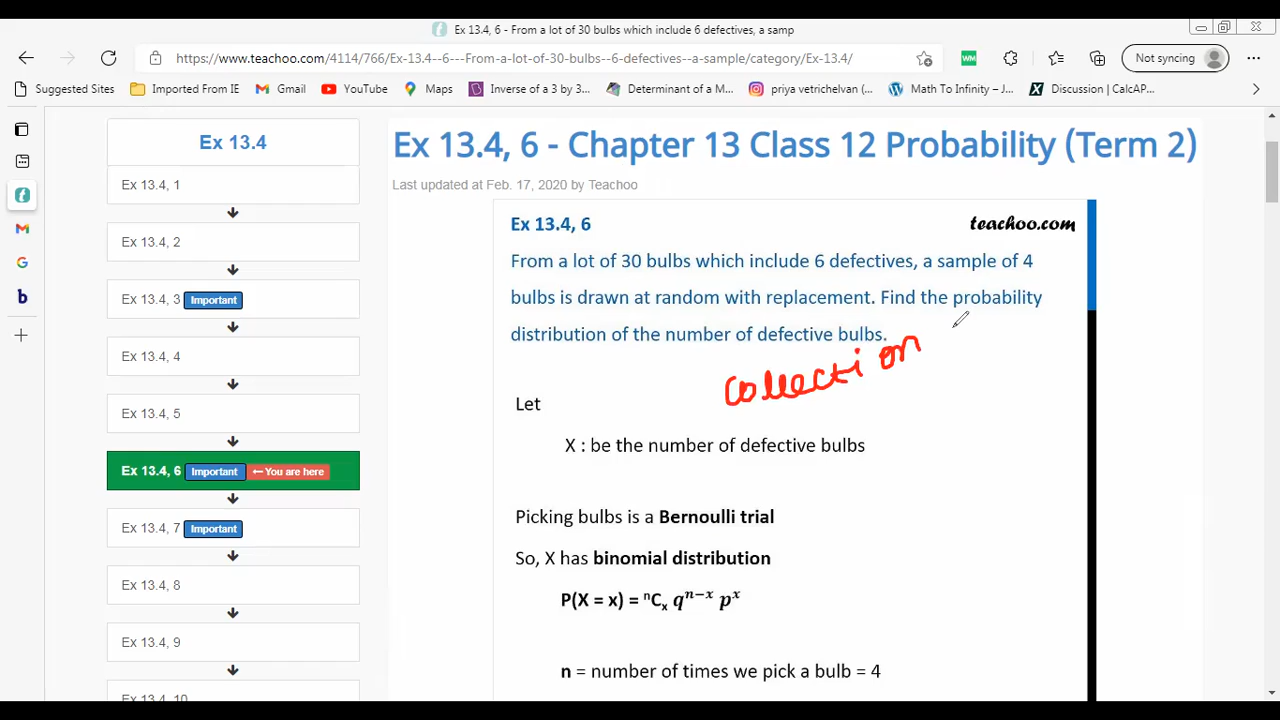 Ex 13.4, 6 - From a lot of 30 bulbs which include 6 defectives, a samp
https://www.teachoo.com/4114/766/Ex-13.4--6---From-a-lot-of-30-bulbs--6-defectives--a-sample/category/Ex-13.4/
WM
Not syncing
Suggested Sites Imported From IE Gmail YouTube Maps Inverse of a 3 by 3... Determinant of a M... priya vetrichelvan (... Math To Infinity – J... Discussion | CalcAP...
Ex 13.4
Ex 13.4, 1
Ex 13.4, 2
Ex 13.4, 3 Important
Ex 13.4, 4
Ex 13.4, 5
Ex 13.4, 6 Important ←You are here
Ex 13.4, 7 Important
Ex 13.4, 8
Ex 13.4, 9
Ex 13.4, 10
Ex 13.4, 6 - Chapter 13 Class 12 Probability (Term 2)
Last updated at Feb. 17, 2020 by Teachoo
Ex 13.4, 6 teachoo.com
From a lot of 30 bulbs which include 6 defectives, a sample of 4
bulbs is drawn at random with replacement. Find the probability
distribution of the number of defective bulbs.
collection
Let
X : be the number of defective bulbs
Picking bulbs is a Bernoulli trial
So, X has binomial distribution
P(X = x) = ⁿCₓ qⁿ⁻ˣ pˣ
n = number of times we pick a bulb = 4